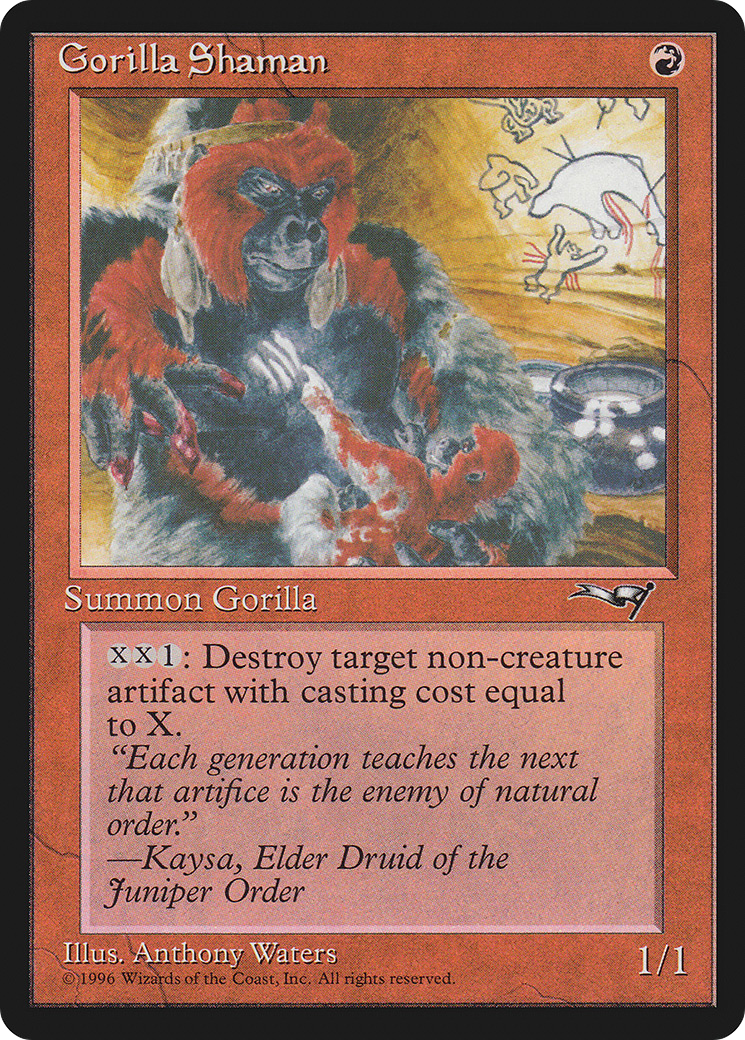 Gorilla Shaman
Summon Gorilla
XX1: Destroy target non-creature
artifact with casting cost equal
to X.
“Each generation teaches the next
that artifice is the enemy of natural
order.”
—Kaysa, Elder Druid of the
Juniper Order
Illus. Anthony Waters
1/1
©1996 Wizards of the Coast, Inc. All rights reserved.